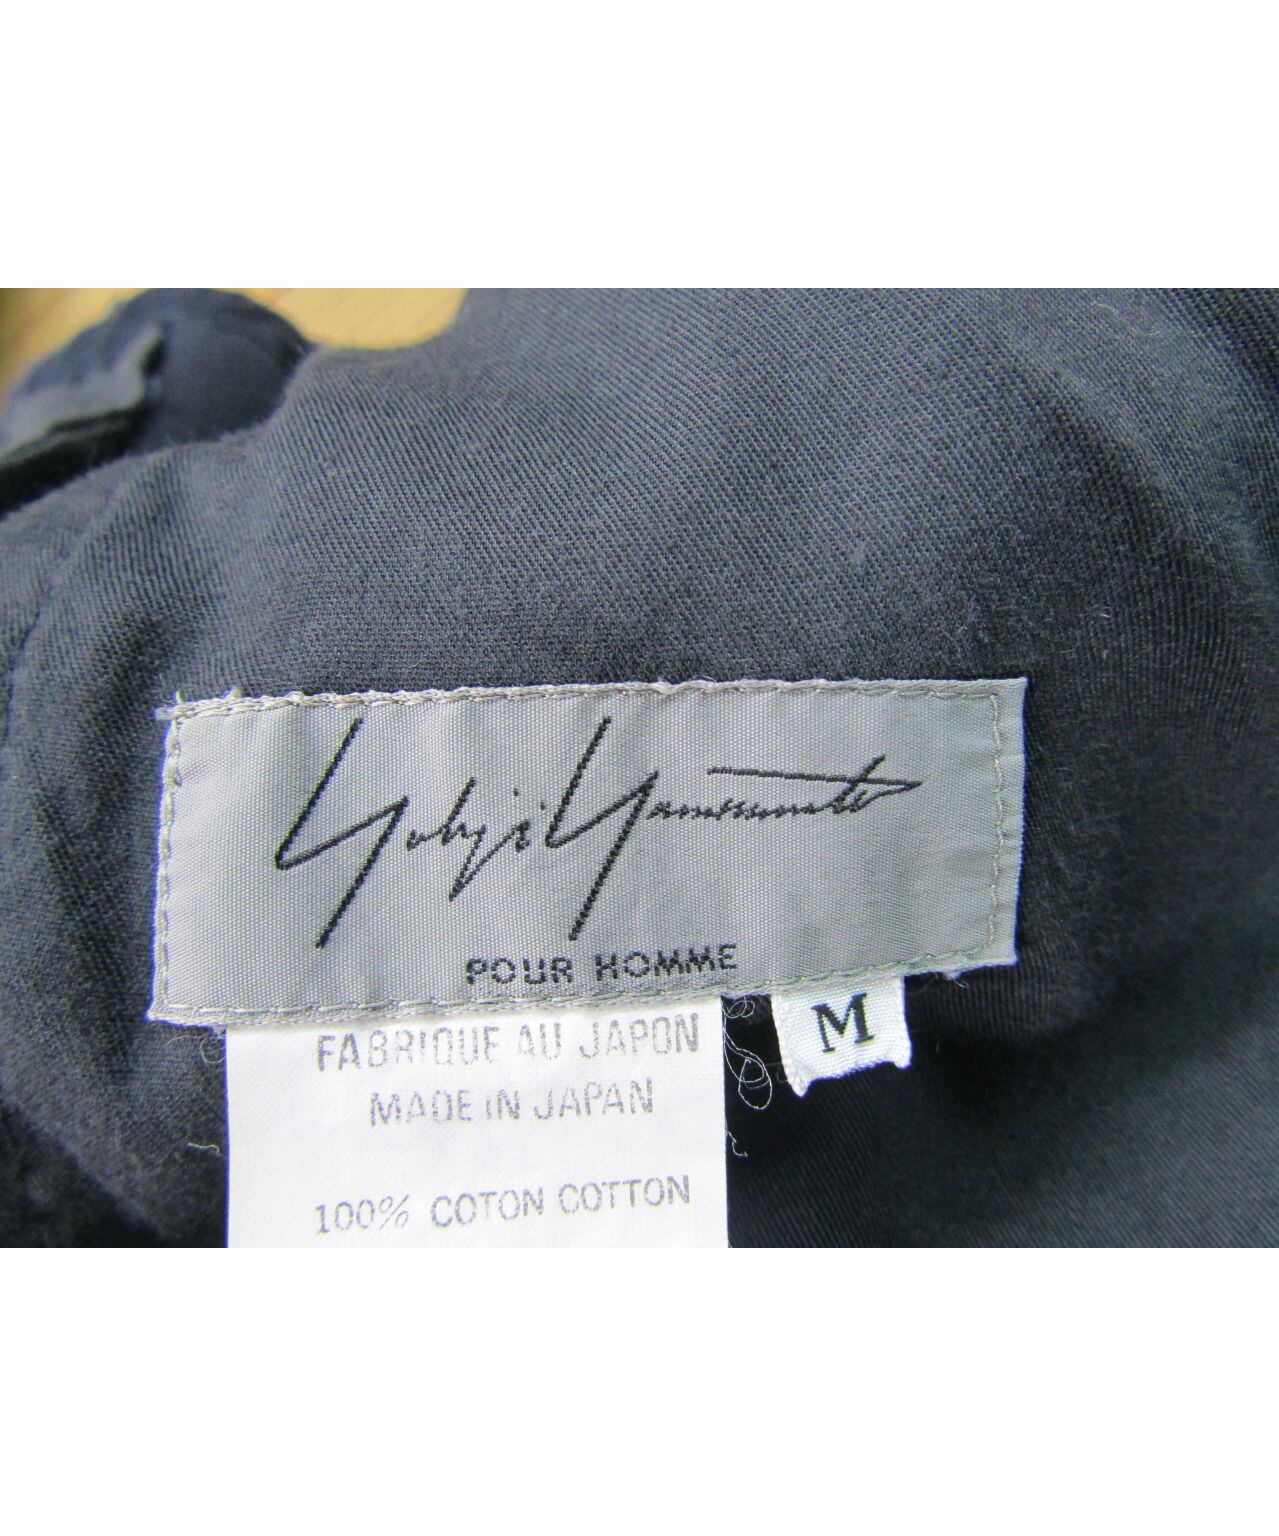 Yohji Yamamoto
POUR HOMME
M
FABRIQUE AU JAPON
MADE IN JAPAN
100% COTON COTTON